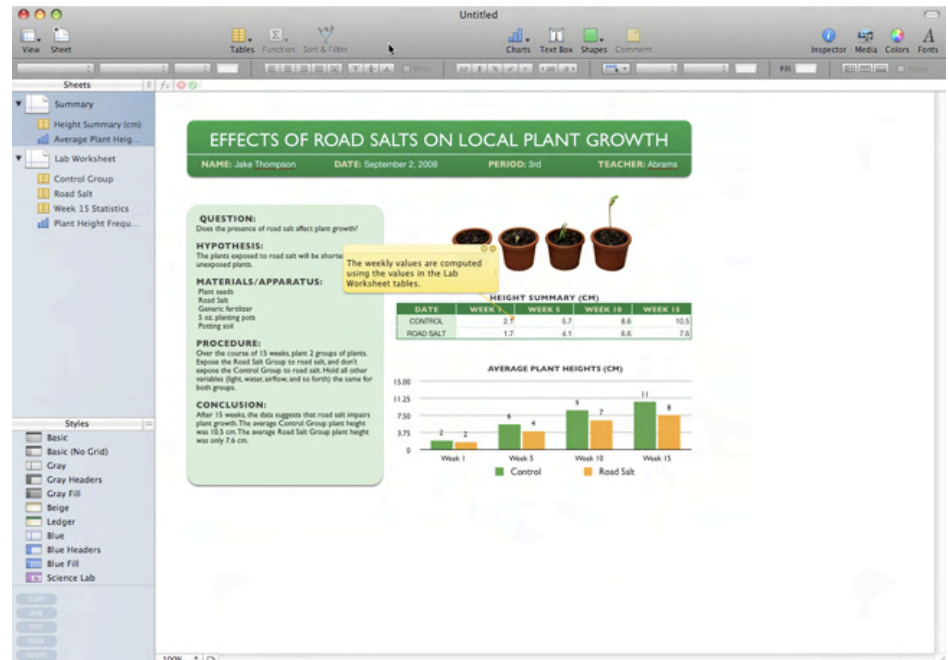 Untitled
View Sheet Tables Function Sort & Filter Charts Text Box Shapes Comment Inspector Media Colors Fonts
Fill
Sheets
Summary
Height Summary (cm)
Average Plant Heig...
Lab Worksheet
Control Group
Road Salt
Week 15 Statistics
Plant Height Frequ...
Styles
Basic
Basic (No Grid)
Gray
Gray Headers
Gray Fill
Beige
Ledger
Blue
Blue Headers
Blue Fill
Science Lab
sum
avg
min
max
count
EFFECTS OF ROAD SALTS ON LOCAL PLANT GROWTH
NAME: Jake Thompson DATE: September 2, 2008 PERIOD: 3rd TEACHER: Abrams
QUESTION:
Does the presence of road salt affect plant growth?
HYPOTHESIS:
The plants exposed to road salt will be shorte
unexposed plants.
MATERIALS/APPARATUS:
Plant seeds
Road Salt
Generic fertilizer
5 oz. planting pots
Potting soil
PROCEDURE:
Over the course of 15 weeks, plant 2 groups of plants.
Expose the Road Salt Group to road salt, and don't
expose the Control Group to road salt. Hold all other
variables (light, water, airflow, and so forth) the same for
both groups.
CONCLUSION:
After 15 weeks, the data suggests that road salt impairs
plant growth. The average Control Group plant height
was 10.5 cm. The average Road Salt Group plant height
was only 7.6 cm.
The weekly values are computed
using the values in the Lab
Worksheet tables.
HEIGHT SUMMARY (CM)
DATE WEEK 1 WEEK 5 WEEK 10 WEEK 15
CONTROL 2.1 5.7 8.6 10.5
ROAD SALT 1.7 4.1 6.6 7.6
AVERAGE PLANT HEIGHTS (CM)
15.00
11.25
7.50
3.75
0
2 2 6 4 9 7 11 8
Week 1 Week 5 Week 10 Week 15
Control Road Salt
100%